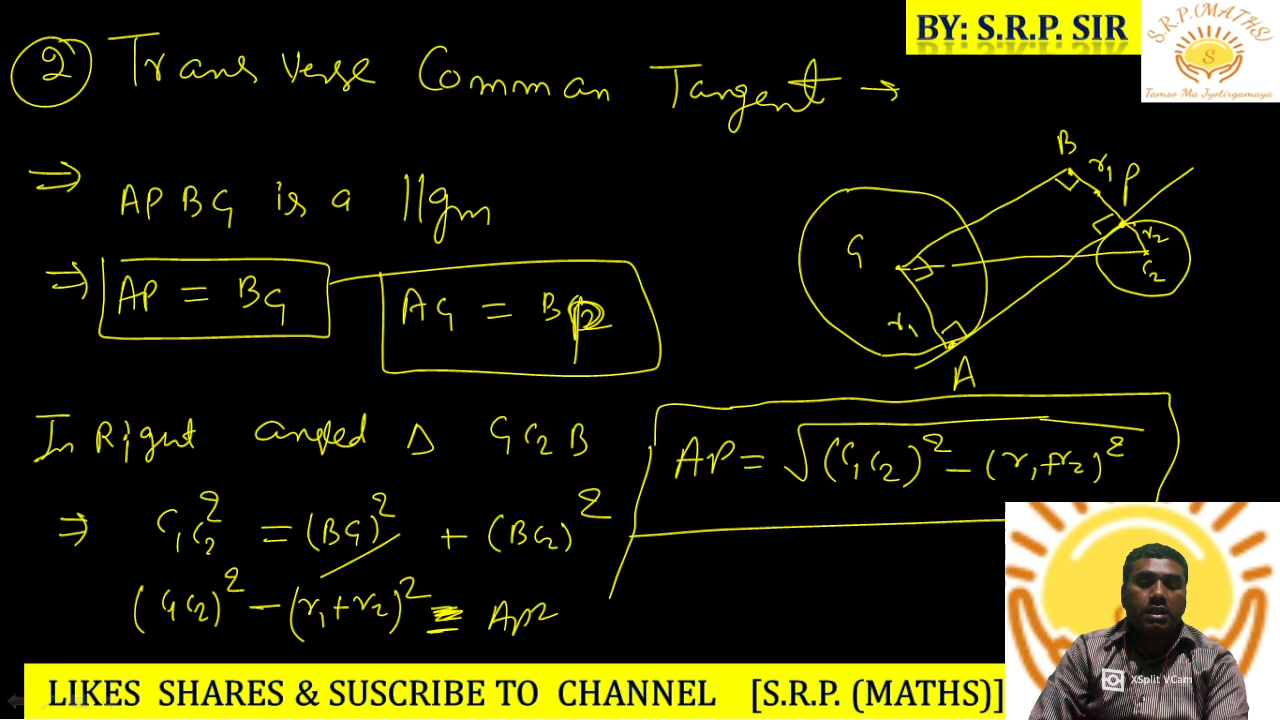 BY: S.R.P. SIR
S.R.P.(MATHS)
S
Tamso Ma Jyotirgamaya
2 Transverse Comman Tangent →
⇒ APBC₁ is a ||gm
⇒ AP = BC₁
AC₁ = BP
B
r₁
P
C₁
r₂
C₂
r₁
A
In Right angled Δ C₁C₂B
AP = √(C₁C₂)² - (r₁+r₂)²
⇒ C₁C₂² = (BC₁)² + (BC₂)²
(C₁C₂)² - (r₁+r₂)² = AP²
XSplit VCam
LIKES SHARES & SUSCRIBE TO CHANNEL [S.R.P. (MATHS)]